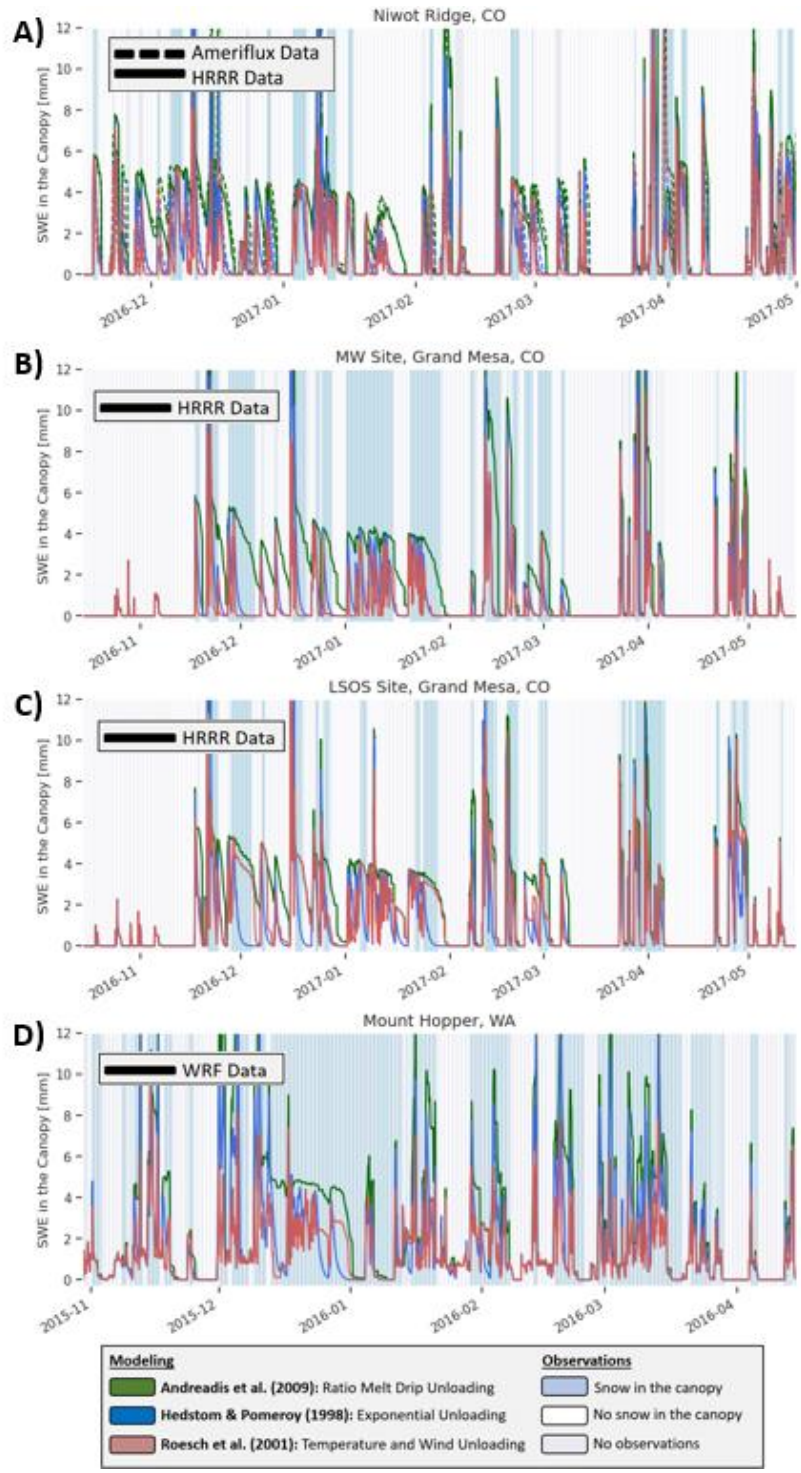 A)
Niwot Ridge, CO
Ameriflux Data
HRRR Data
SWE in the Canopy [mm]
12
10
8
6
4
2
0
2016-12
2017-01
2017-02
2017-03
2017-04
2017-05
B)
MW Site, Grand Mesa, CO
HRRR Data
SWE in the Canopy [mm]
12
10
8
6
4
2
0
2016-11
2016-12
2017-01
2017-02
2017-03
2017-04
2017-05
C)
LSOS Site, Grand Mesa, CO
HRRR Data
SWE in the Canopy [mm]
12
10
8
6
4
2
0
2016-11
2016-12
2017-01
2017-02
2017-03
2017-04
2017-05
D)
Mount Hopper, WA
WRF Data
SWE in the Canopy [mm]
12
10
8
6
4
2
0
2015-11
2015-12
2016-01
2016-02
2016-03
2016-04
Modeling
Andreadis et al. (2009): Ratio Melt Drip Unloading
Hedstom & Pomeroy (1998): Exponential Unloading
Roesch et al. (2001): Temperature and Wind Unloading
Observations
Snow in the canopy
No snow in the canopy
No observations